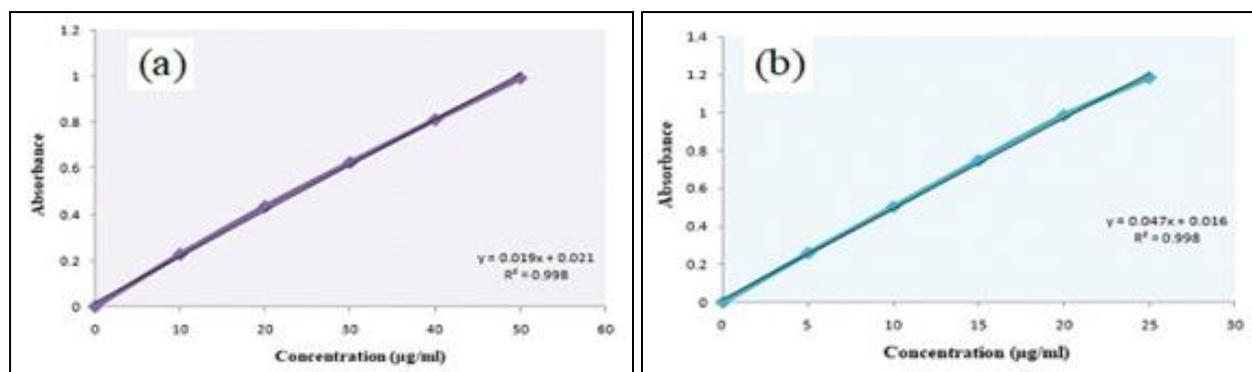 (a)
1.2
1
0.8
0.6
0.4
0.2
0
0 10 20 30 40 50 60
Absorbance
Concentration (µg/ml)
y = 0.019x + 0.021
R² = 0.998
(b)
1.4
1.2
1
0.8
0.6
0.4
0.2
0
0 5 10 15 20 25 30
Absorbance
Concentration (µg/ml)
y = 0.047x + 0.016
R² = 0.998